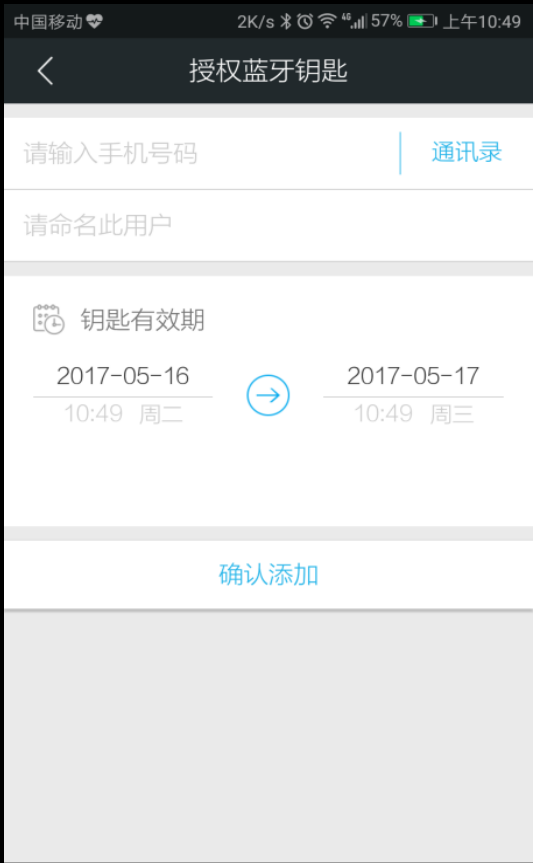 中国移动 2K/s 4G 57% 上午10:49
授权蓝牙钥匙
请输入手机号码 通讯录
请命名此用户
钥匙有效期
2017-05-16 2017-05-17
10:49 周二 10:49 周三
确认添加